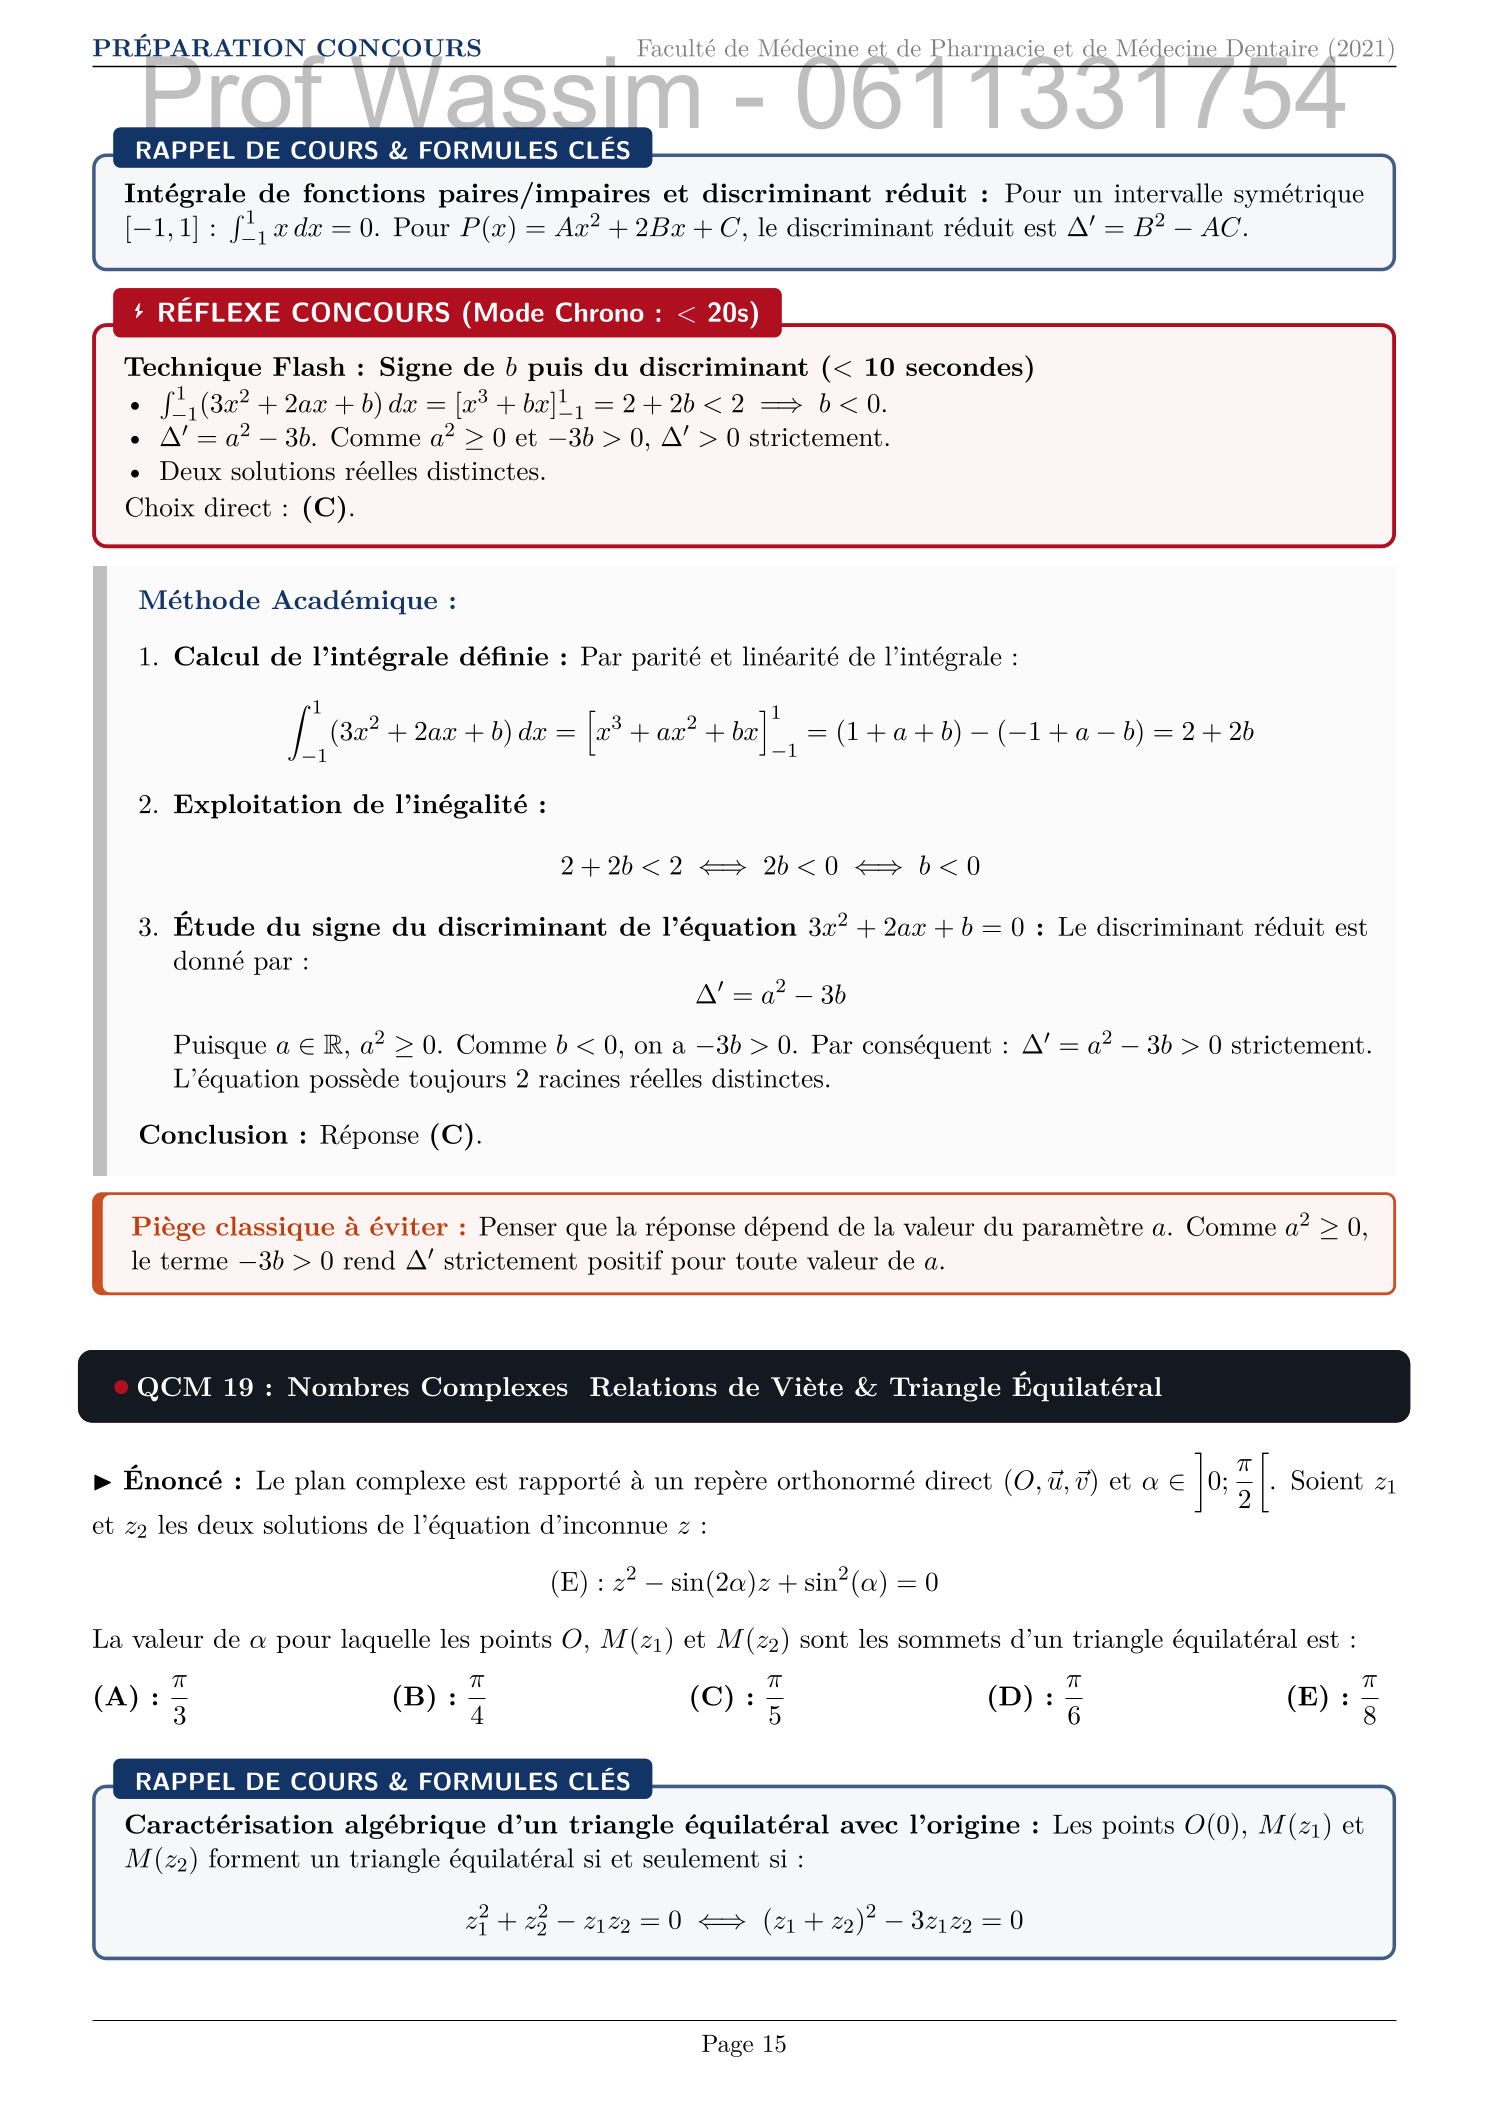 PRÉPARATION CONCOURS
Faculté de Médecine et de Pharmacie et de Médecine Dentaire (2021)
Prof Wassim - 0611331754
RAPPEL DE COURS & FORMULES CLÉS
Intégrale de fonctions paires/impaires et discriminant réduit : Pour un intervalle symétrique
[−1, 1] : ∫_{−1}^{1} x dx = 0. Pour P(x) = Ax² + 2Bx + C, le discriminant réduit est Δ′ = B² − AC.
RÉFLEXE CONCOURS (Mode Chrono : < 20s)
Technique Flash : Signe de b puis du discriminant (< 10 secondes)
• ∫_{−1}^{1}(3x² + 2ax + b) dx = [x³ + bx]_{−1}^{1} = 2 + 2b < 2 ⟹ b < 0.
• Δ′ = a² − 3b. Comme a² ≥ 0 et −3b > 0, Δ′ > 0 strictement.
• Deux solutions réelles distinctes.
Choix direct : (C).
Méthode Académique :
1. Calcul de l'intégrale définie : Par parité et linéarité de l'intégrale :
∫_{−1}^{1} (3x² + 2ax + b) dx = [x³ + ax² + bx]_{−1}^{1} = (1 + a + b) − (−1 + a − b) = 2 + 2b
2. Exploitation de l'inégalité :
2 + 2b < 2 ⟺ 2b < 0 ⟺ b < 0
3. Étude du signe du discriminant de l'équation 3x² + 2ax + b = 0 : Le discriminant réduit est
donné par :
Δ′ = a² − 3b
Puisque a ∈ ℝ, a² ≥ 0. Comme b < 0, on a −3b > 0. Par conséquent : Δ′ = a² − 3b > 0 strictement.
L'équation possède toujours 2 racines réelles distinctes.
Conclusion : Réponse (C).
Piège classique à éviter : Penser que la réponse dépend de la valeur du paramètre a. Comme a² ≥ 0,
le terme −3b > 0 rend Δ′ strictement positif pour toute valeur de a.
● QCM 19 : Nombres Complexes Relations de Viète & Triangle Équilatéral
▶ Énoncé : Le plan complexe est rapporté à un repère orthonormé direct (O, u⃗, v⃗) et α ∈ ]0; π/2[. Soient z₁
et z₂ les deux solutions de l'équation d'inconnue z :
(E) : z² − sin(2α)z + sin²(α) = 0
La valeur de α pour laquelle les points O, M(z₁) et M(z₂) sont les sommets d'un triangle équilatéral est :
(A) : π/3 (B) : π/4 (C) : π/5 (D) : π/6 (E) : π/8
RAPPEL DE COURS & FORMULES CLÉS
Caractérisation algébrique d'un triangle équilatéral avec l'origine : Les points O(0), M(z₁) et
M(z₂) forment un triangle équilatéral si et seulement si :
z₁² + z₂² − z₁z₂ = 0 ⟺ (z₁ + z₂)² − 3z₁z₂ = 0
Page 15